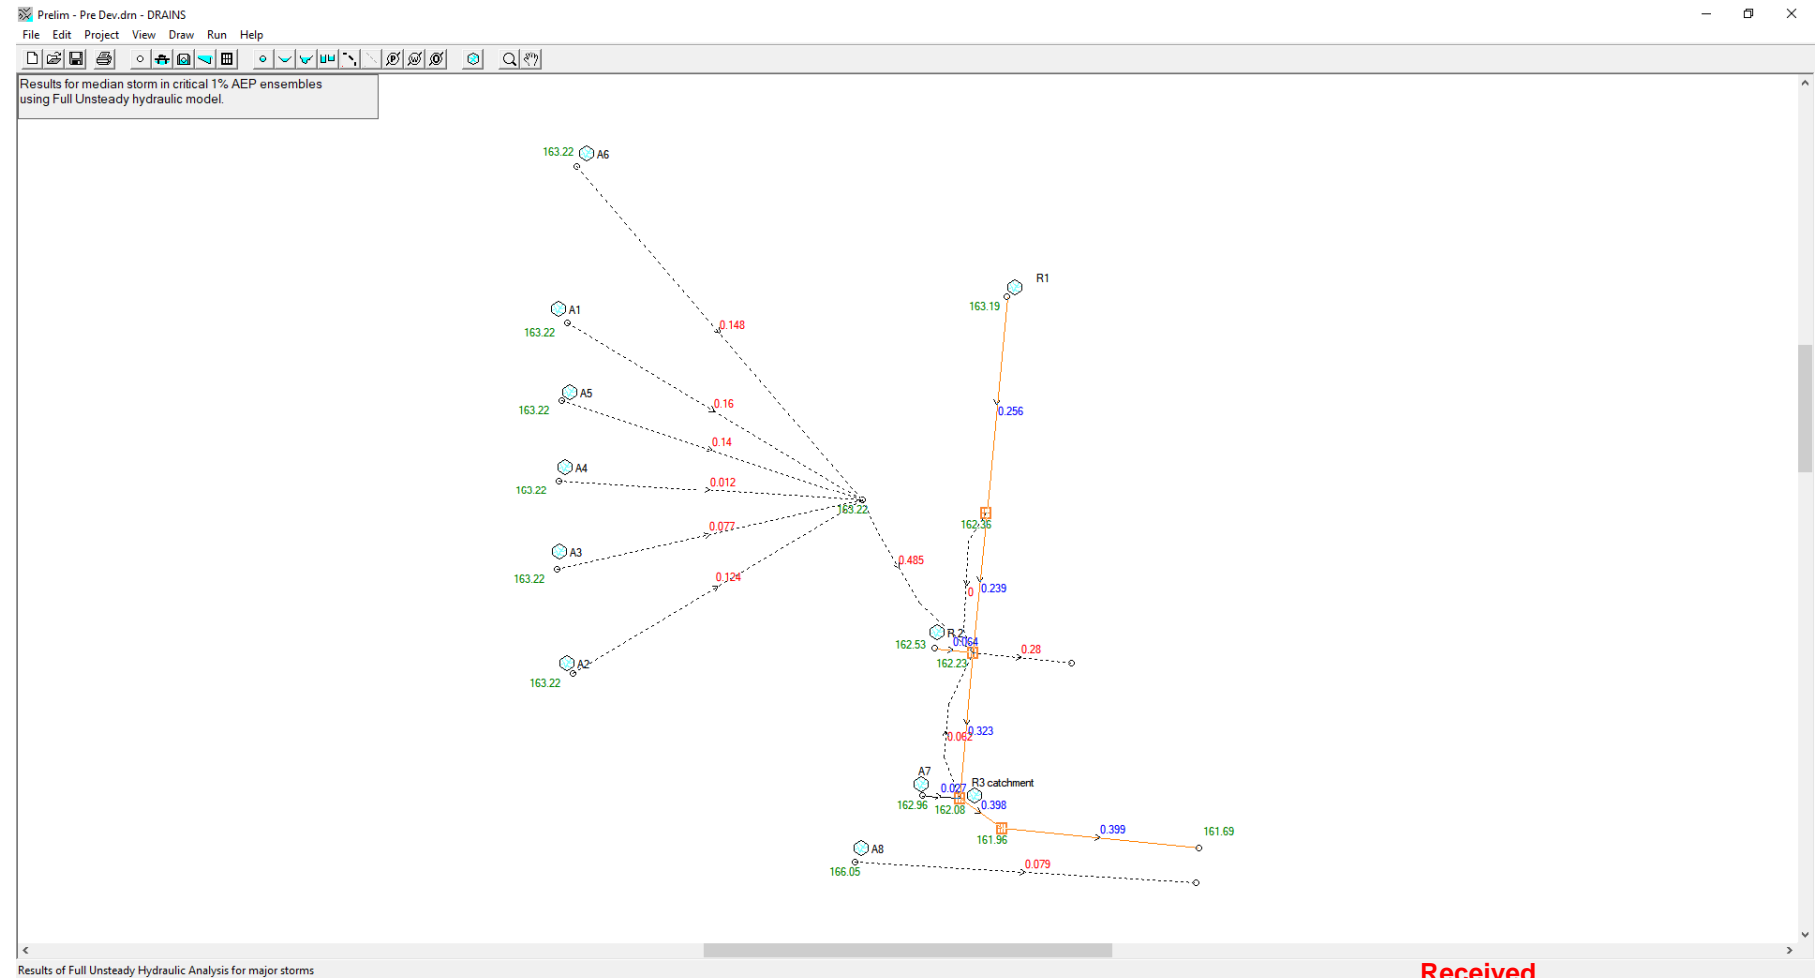 Prelim - Pre Dev.drn - DRAINS
File Edit Project View Draw Run Help
Results for median storm in critical 1% AEP ensembles
using Full Unsteady hydraulic model.
163.22 A6
R1
163.19
A1
163.22
0.148
A5
163.22
0.16
0.256
0.14
A4
163.22
0.012
163.22
0.077
162.36
A3
163.22
0.485
0.124
0
0.239
R 2
162.53
0.064
0.28
162.23
A2
163.22
0.062
0.323
A7
R3 catchment
0.027
162.96
162.08
0.398
0.399
161.69
161.96
A8
166.05
0.079
Results of Full Unsteady Hydraulic Analysis for major storms
Received